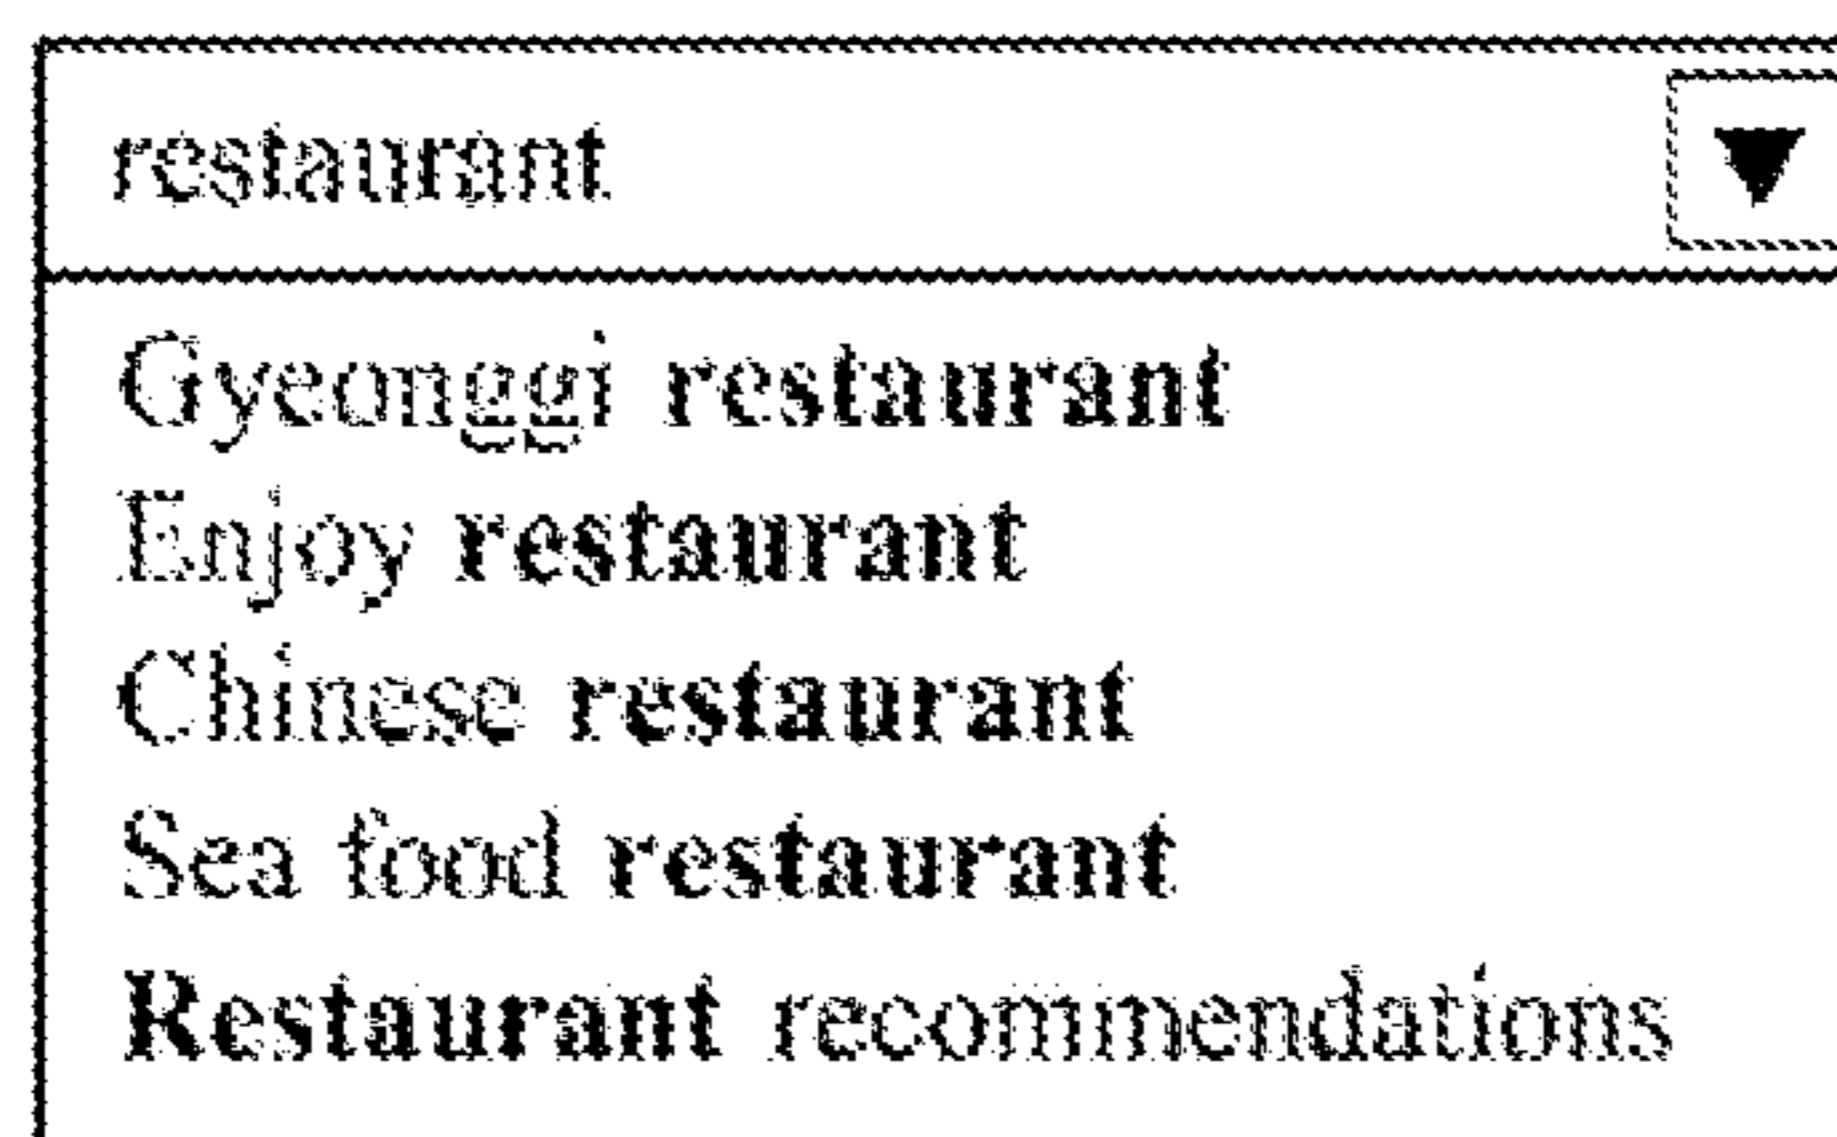 restaurant
Gyeonggi restaurant
Enjoy restaurant
Chinese restaurant
Sea food restaurant
Restaurant recommendations